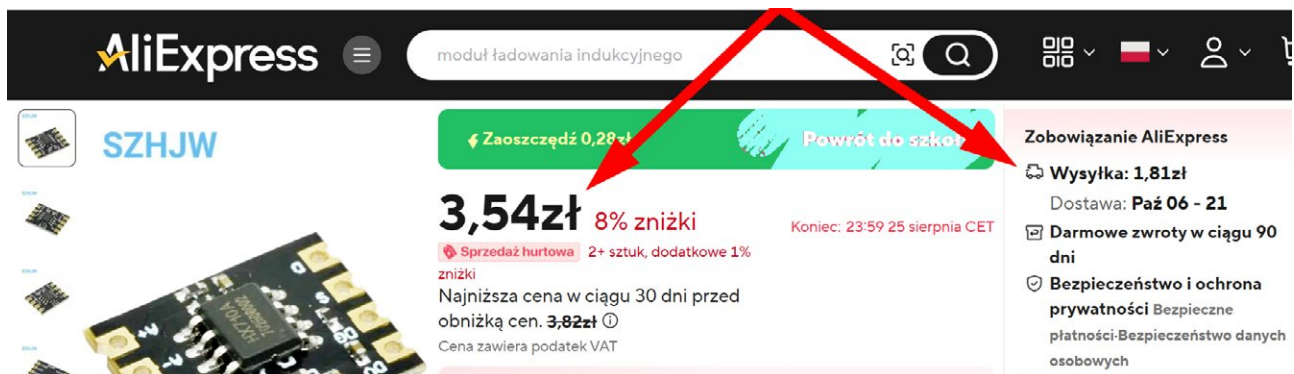 AliExpress
moduł ładowania indukcyjnego
SZHJW
Zaoszczędź 0,28zł
Powrót do szkoł
3,54zł 8% zniżki
Koniec: 23:59 25 sierpnia CET
Sprzedaż hurtowa 2+ sztuk, dodatkowe 1%
zniżki
Najniższa cena w ciągu 30 dni przed
obniżką cen. 3,82zł
Cena zawiera podatek VAT
HX710A
Zobowiązanie AliExpress
Wysyłka: 1,81zł
Dostawa: Paź 06 - 21
Darmowe zwroty w ciągu 90
dni
Bezpieczeństwo i ochrona
prywatności Bezpieczne
płatności·Bezpieczeństwo danych
osobowych